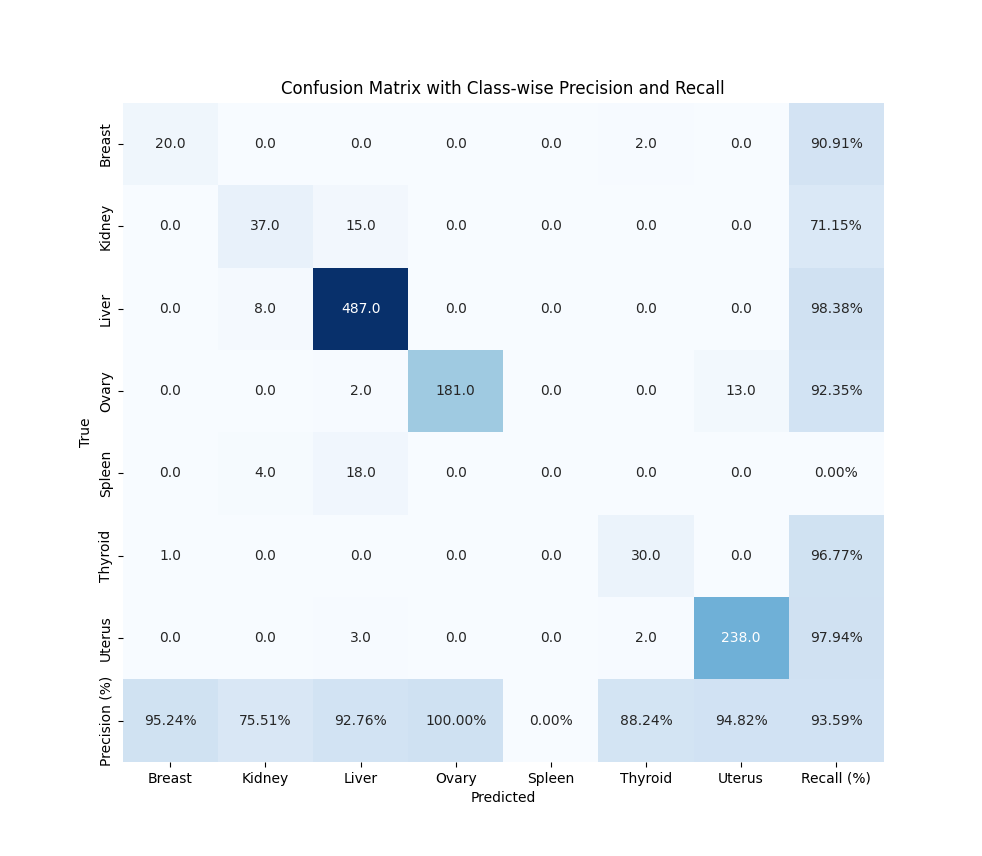 Confusion Matrix with Class-wise Precision and Recall
Breast 20.0 0.0 0.0 0.0 0.0 2.0 0.0 90.91%
Kidney 0.0 37.0 15.0 0.0 0.0 0.0 0.0 71.15%
Liver 0.0 8.0 487.0 0.0 0.0 0.0 0.0 98.38%
Ovary 0.0 0.0 2.0 181.0 0.0 0.0 13.0 92.35%
True
Spleen 0.0 4.0 18.0 0.0 0.0 0.0 0.0 0.00%
Thyroid 1.0 0.0 0.0 0.0 0.0 30.0 0.0 96.77%
Uterus 0.0 0.0 3.0 0.0 0.0 2.0 238.0 97.94%
Precision (%) 95.24% 75.51% 92.76% 100.00% 0.00% 88.24% 94.82% 93.59%
Breast Kidney Liver Ovary Spleen Thyroid Uterus Recall (%)
Predicted